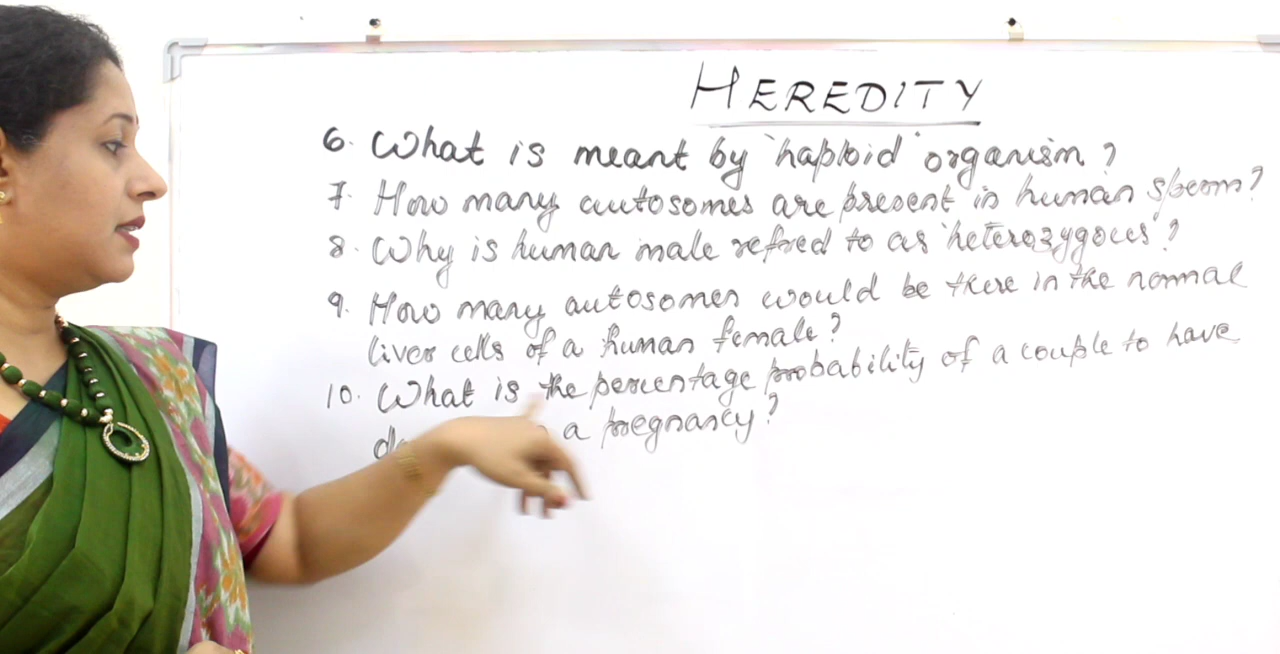 HEREDITY
6. What is meant by 'haploid' organism?
7. How many autosomes are present in human sperm?
8. Why is human male refred to as 'heterozygous'?
9. How many autosomes would be there in the normal
liver cells of a human female?
10. What is the percentage probability of a couple to have
a pregnancy?